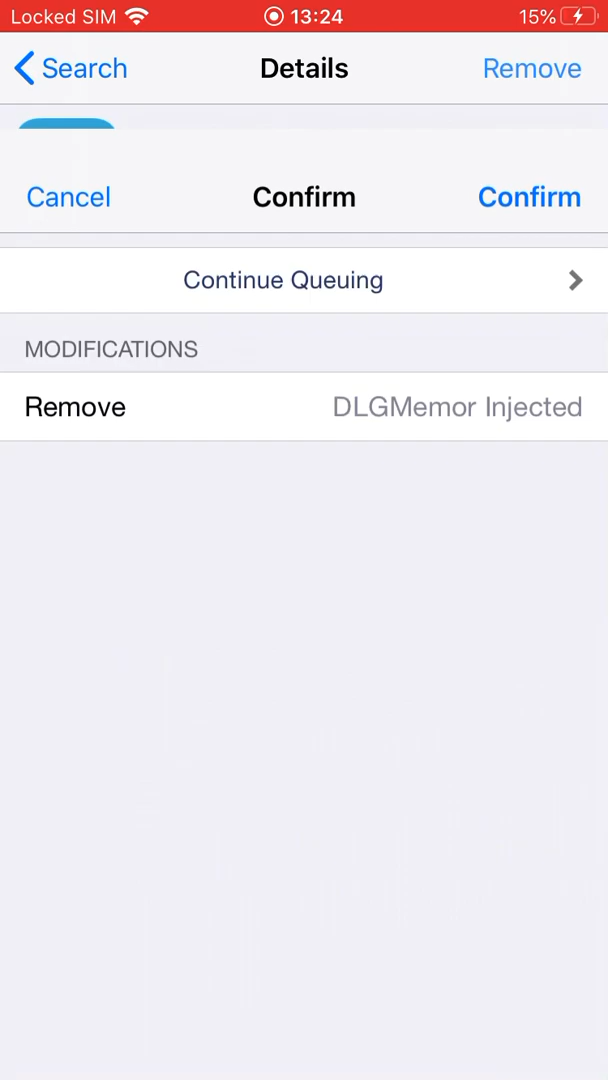 Locked SIM 13:24 15%
Search Details Remove
Cancel Confirm Confirm
Continue Queuing
MODIFICATIONS
Remove DLGMemor Injected